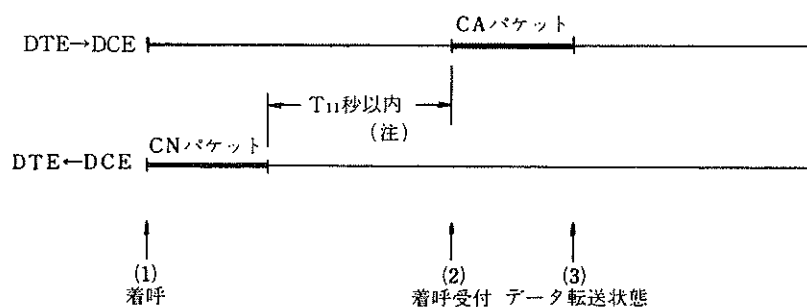 DTE→DCE
CAパケット
T₁₁秒以内
(注)
CNパケット
DTE←DCE
(1)
着呼
(2)
着呼受付
(3)
データ転送状態